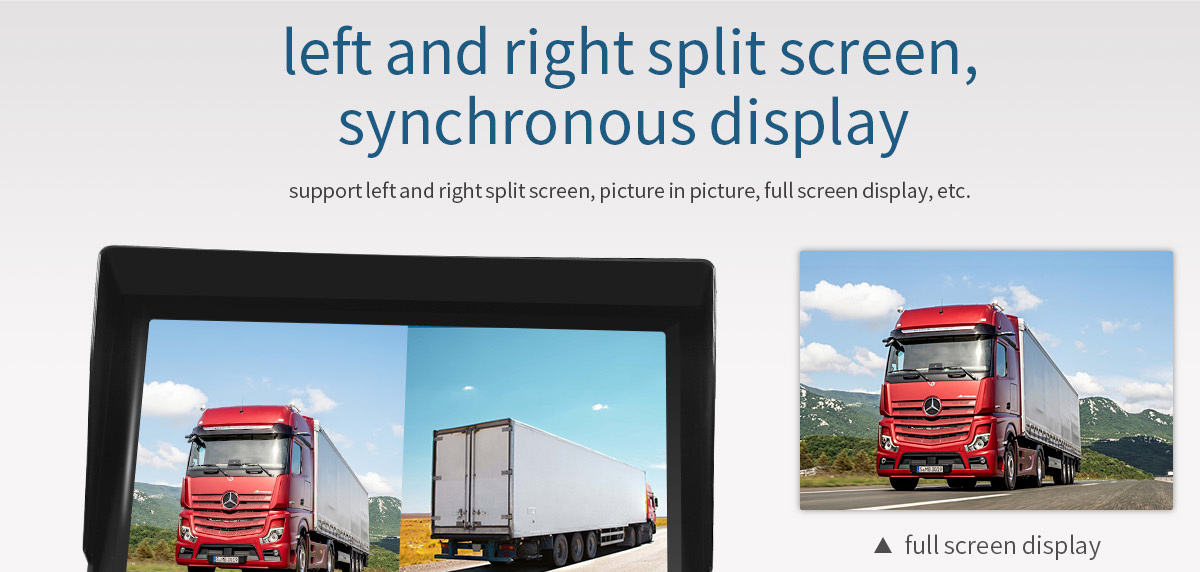 left and right split screen,
synchronous display
support left and right split screen, picture in picture, full screen display, etc.
▲ full screen display